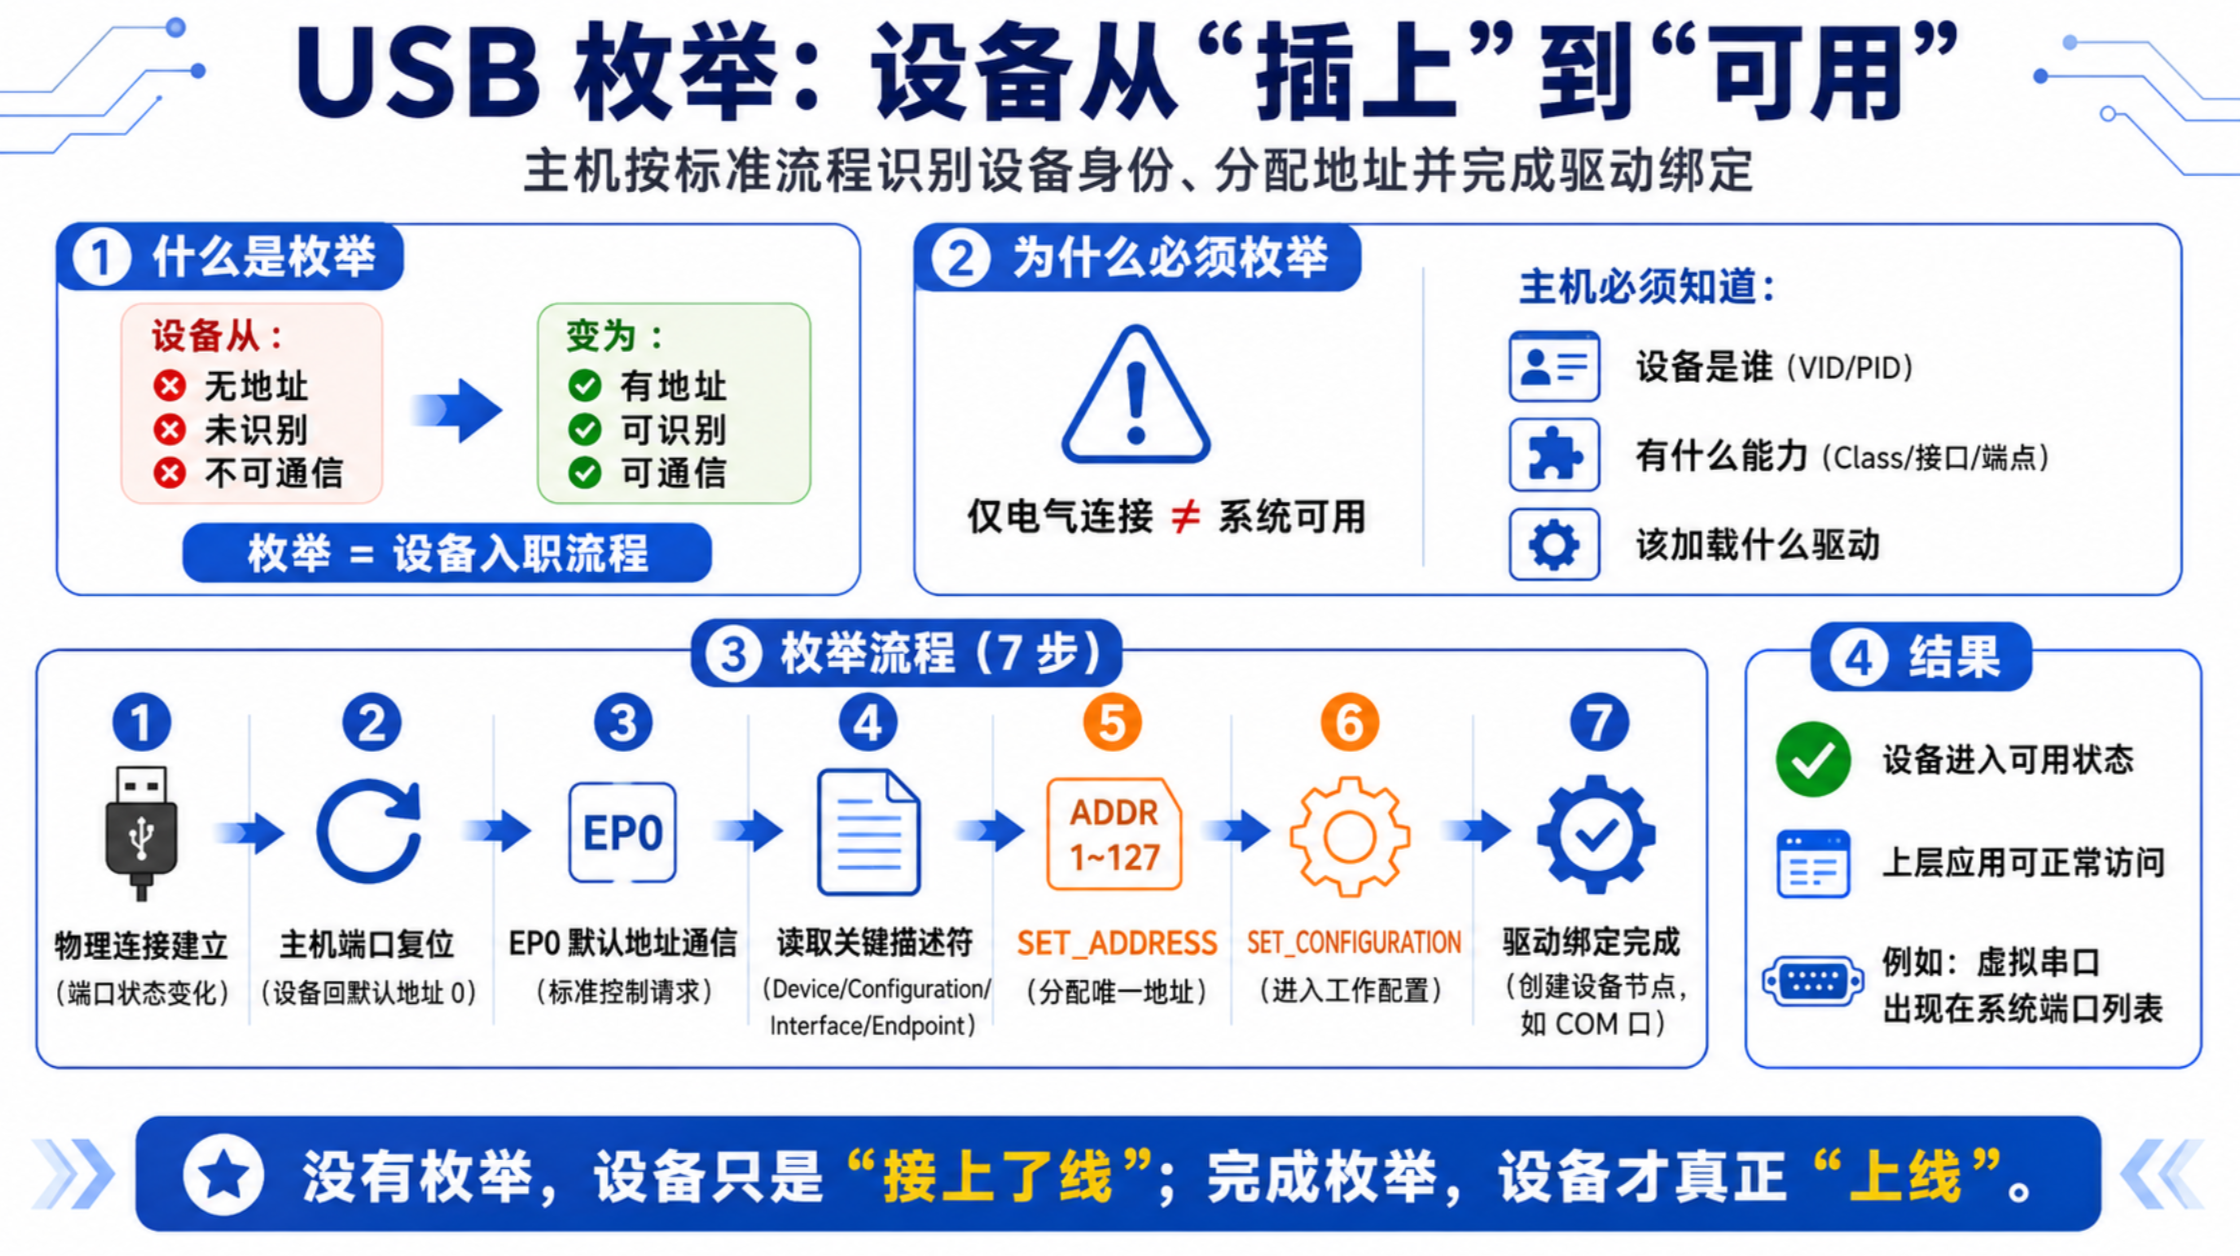 USB 枚举：设备从“插上”到“可用”
主机按标准流程识别设备身份、分配地址并完成驱动绑定
1 什么是枚举
设备从：
无地址
未识别
不可通信
变为：
有地址
可识别
可通信
枚举 = 设备入职流程
2 为什么必须枚举
仅电气连接 ≠ 系统可用
主机必须知道：
设备是谁（VID/PID）
有什么能力（Class/接口/端点）
该加载什么驱动
3 枚举流程（7 步）
1
物理连接建立
（端口状态变化）
2
主机端口复位
（设备回默认地址 0）
3
EP0
EP0 默认地址通信
（标准控制请求）
4
读取关键描述符
（Device/Configuration/
Interface/Endpoint）
5
ADDR
1~127
SET_ADDRESS
（分配唯一地址）
6
SET_CONFIGURATION
（进入工作配置）
7
驱动绑定完成
（创建设备节点，
如 COM 口）
4 结果
设备进入可用状态
上层应用可正常访问
例如：虚拟串口
出现在系统端口列表
没有枚举，设备只是“接上了线”；完成枚举，设备才真正“上线”。